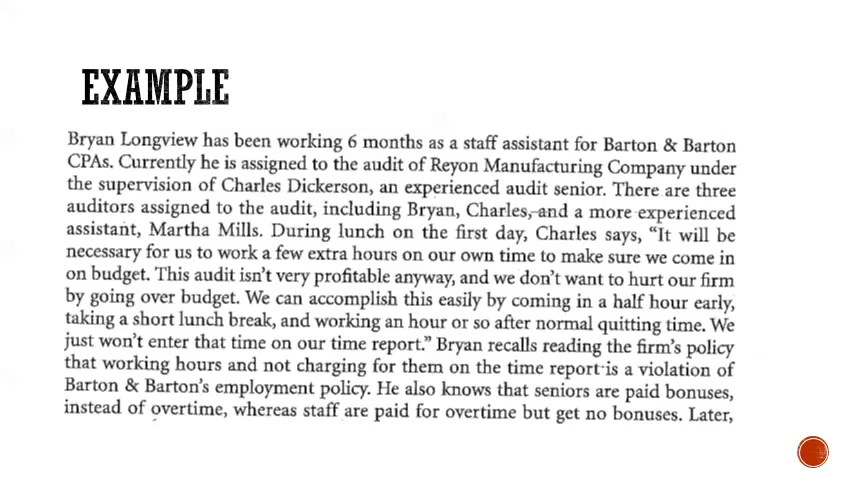 EXAMPLE
Bryan Longview has been working 6 months as a staff assistant for Barton & Barton
CPAs. Currently he is assigned to the audit of Reyon Manufacturing Company under
the supervision of Charles Dickerson, an experienced audit senior. There are three
auditors assigned to the audit, including Bryan, Charles, and a more experienced
assistant, Martha Mills. During lunch on the first day, Charles says, “It will be
necessary for us to work a few extra hours on our own time to make sure we come in
on budget. This audit isn’t very profitable anyway, and we don’t want to hurt our firm
by going over budget. We can accomplish this easily by coming in a half hour early,
taking a short lunch break, and working an hour or so after normal quitting time. We
just won’t enter that time on our time report.” Bryan recalls reading the firm’s policy
that working hours and not charging for them on the time report is a violation of
Barton & Barton’s employment policy. He also knows that seniors are paid bonuses,
instead of overtime, whereas staff are paid for overtime but get no bonuses. Later,